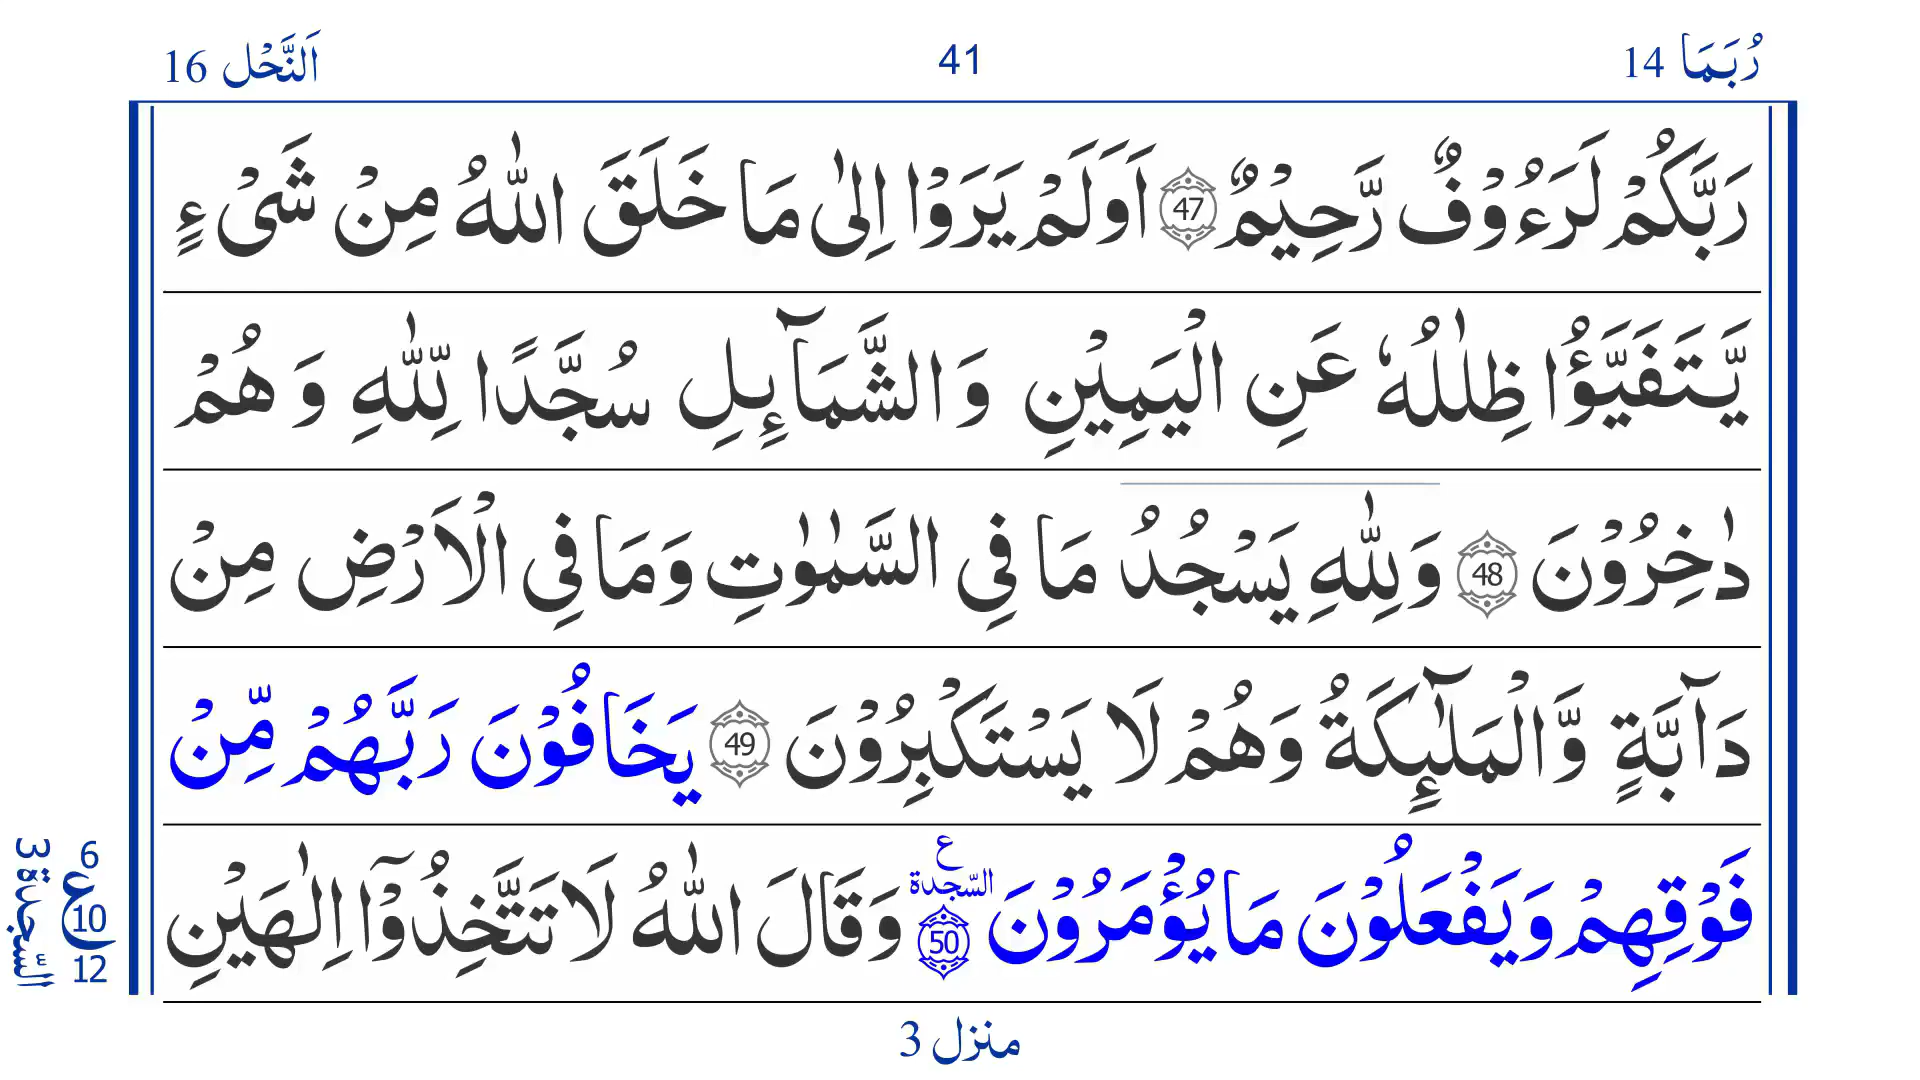 رُبَمَا 14
41
اَلنَّحْل 16
رَبَّكُمْ لَرَءُوْفٌ رَّحِيْمٌ 47 اَوَلَمْ يَرَوْا اِلٰى مَا خَلَقَ اللّٰهُ مِنْ شَىْءٍ
يَّتَفَيَّؤُا ظِلٰلُهٗ عَنِ الْيَمِيْنِ وَالشَّمَآئِلِ سُجَّدًا لِّلّٰهِ وَهُمْ
دٰخِرُوْنَ 48 وَلِلّٰهِ يَسْجُدُ مَا فِى السَّمٰوٰتِ وَمَا فِى الْاَرْضِ مِنْ
دَآبَّةٍ وَّالْمَلٰٓئِكَةُ وَهُمْ لَا يَسْتَكْبِرُوْنَ 49 يَخَافُوْنَ رَبَّهُمْ مِّنْ
فَوْقِهِمْ وَيَفْعَلُوْنَ مَا يُؤْمَرُوْنَ 50 ع السّجدة وَقَالَ اللّٰهُ لَا تَتَّخِذُوْٓا اِلٰهَيْنِ
6
ع 10
12
السّجدة 3
منزل 3